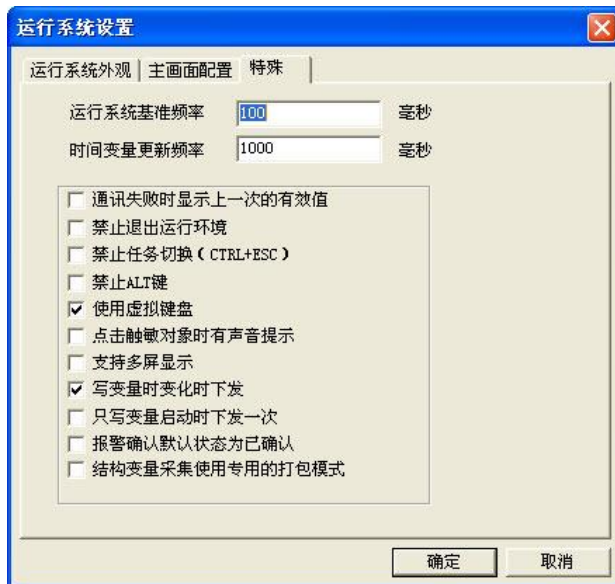 运行系统设置
运行系统外观 主画面配置 特殊
运行系统基准频率 100 毫秒
时间变量更新频率 1000 毫秒
通讯失败时显示上一次的有效值
禁止退出运行环境
禁止任务切换(CTRL+ESC)
禁止ALT键
使用虚拟键盘
点击触敏对象时有声音提示
支持多屏显示
写变量时变化时下发
只写变量启动时下发一次
报警确认默认状态为已确认
结构变量采集使用专用的打包模式
确定 取消